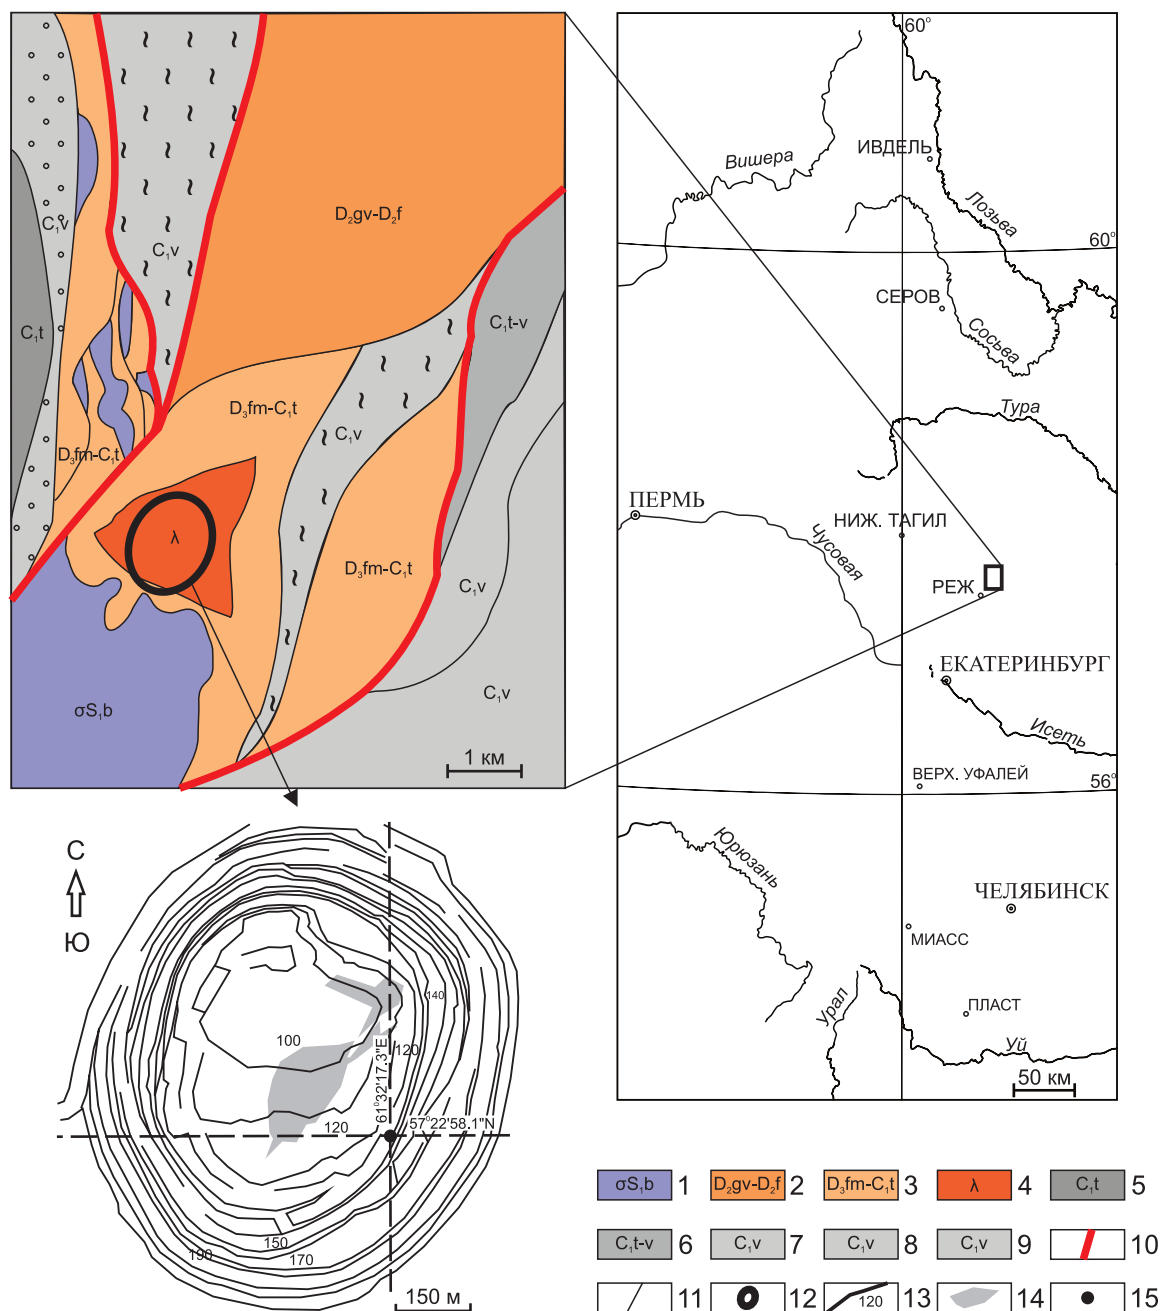 C₁v
C₁v
D₂gv-D₂f
C₁t
C₁t-v
D₃fm-C₁t
C₁v
D₃fm-C₁t
λ
D₃fm-C₁t
C₁v
C₁v
σS₁b
1 км
60°
ИВДЕЛЬ
Вишера
Лозьва
60°
СЕРОВ
Сосьва
Тура
ПЕРМЬ
НИЖ. ТАГИЛ
Чусовая
РЕЖ
ЕКАТЕРИНБУРГ
Исеть
ВЕРХ. УФАЛЕЙ
56°
Юрюзань
ЧЕЛЯБИНСК
МИАСС
ПЛАСТ
Урал
Уй
50 км
С
Ю
140
100
120
61°32'17.3"E
120
57°22'58.1"N
150
190
170
150 м
σS₁b 1
D₂gv-D₂f 2
D₃fm-C₁t 3
λ 4
C₁t 5
C₁t-v 6
C₁v 7
C₁v 8
C₁v 9
10
11
12
120 13
14
15